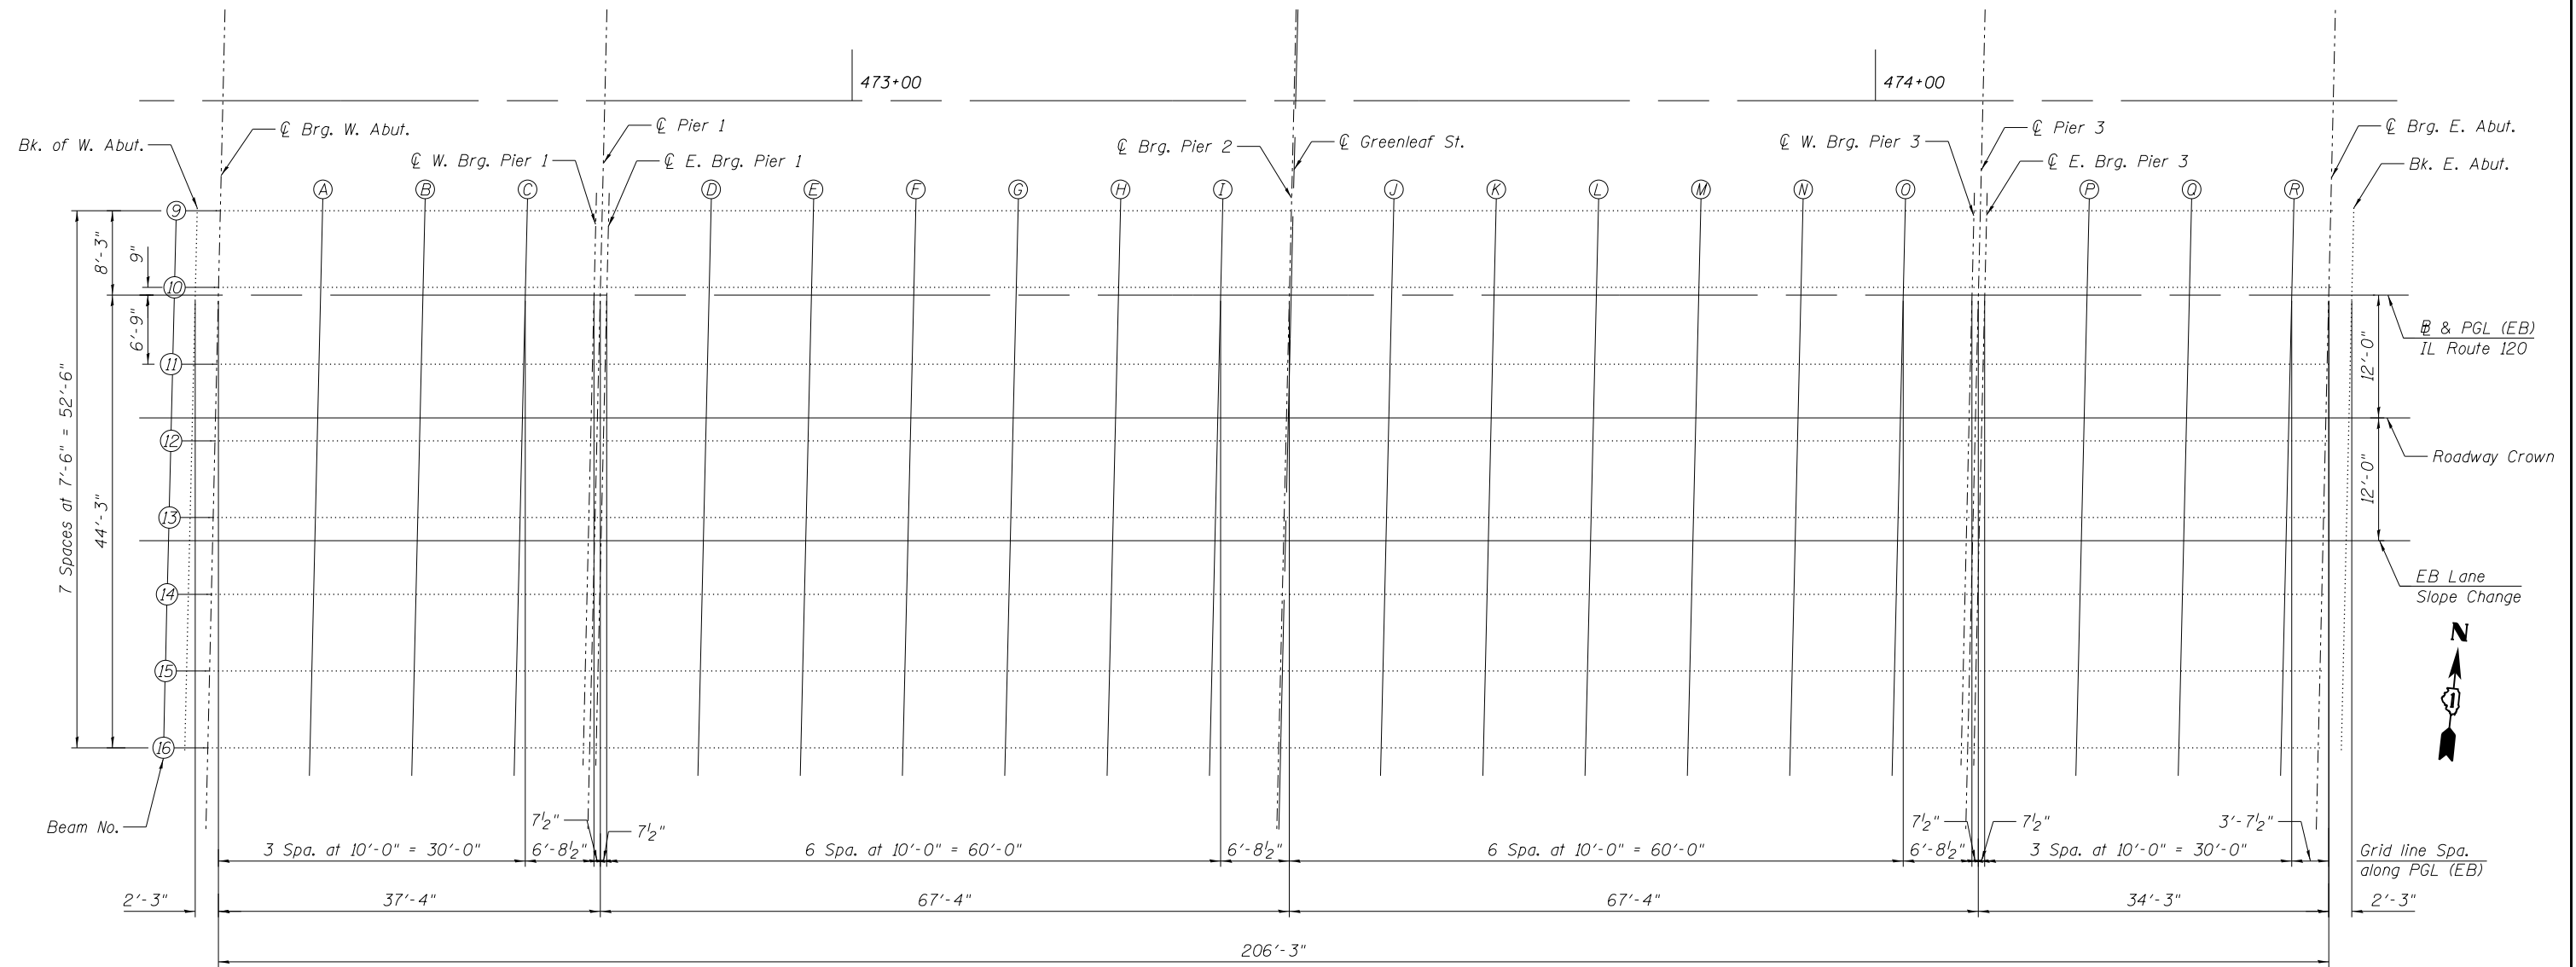 473+00
474+00
Bk. of W. Abut.
℄ Brg. W. Abut.
℄ Pier 1
℄ W. Brg. Pier 1
℄ E. Brg. Pier 1
℄ Brg. Pier 2
℄ Greenleaf St.
℄ W. Brg. Pier 3
℄ Pier 3
℄ E. Brg. Pier 3
℄ Brg. E. Abut.
Bk. E. Abut.
A B C D E F G H I J K L M N O P Q R
9
10
11
12
13
14
15
16
8'-3"
9"
6'-9"
7 Spaces at 7'-6" = 52'-6"
44'-3"
Beam No.
12'-0"
12'-0"
& PGL (EB)
IL Route 120
Roadway Crown
EB Lane
Slope Change
N
1
3 Spa. at 10'-0" = 30'-0"
6'-8½"
7½"
7½"
6 Spa. at 10'-0" = 60'-0"
6'-8½"
6 Spa. at 10'-0" = 60'-0"
6'-8½"
7½"
7½"
3 Spa. at 10'-0" = 30'-0"
3'-7½"
Grid line Spa.
along PGL (EB)
2'-3"
37'-4"
67'-4"
67'-4"
34'-3"
2'-3"
206'-3"